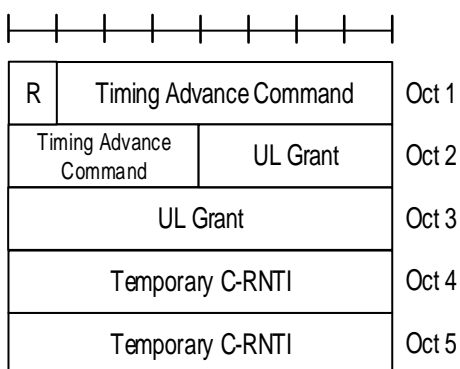 R Timing Advance Command Oct 1
Timing Advance
Command UL Grant Oct 2
UL Grant Oct 3
Temporary C-RNTI Oct 4
Temporary C-RNTI Oct 5